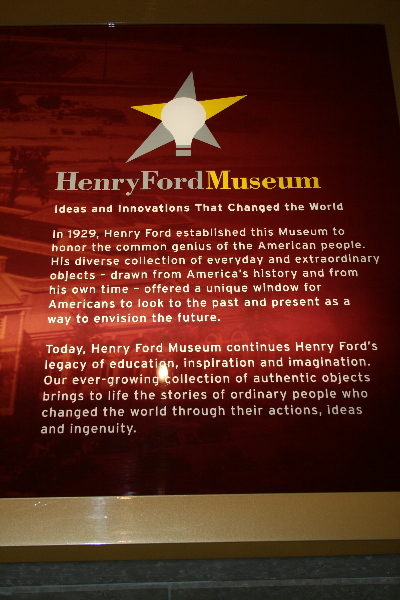 HenryFordMuseum
Ideas and Innovations That Changed the World
In 1929, Henry Ford established this Museum to
honor the common genius of the American people.
His diverse collection of everyday and extraordinary
objects – drawn from America's history and from
his own time – offered a unique window for
Americans to look to the past and present as a
way to envision the future.
Today, Henry Ford Museum continues Henry Ford's
legacy of education, inspiration and imagination.
Our ever-growing collection of authentic objects
brings to life the stories of ordinary people who
changed the world through their actions, ideas
and ingenuity.